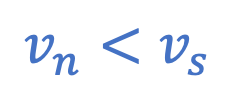 𝑣ₙ < 𝑣ₛ